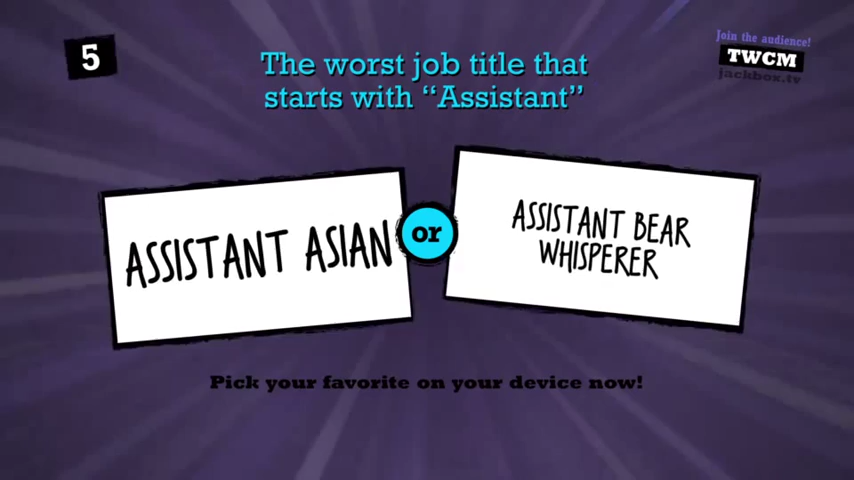 5
The worst job title that
starts with “Assistant”
Join the audience!
TWCM
jackbox.tv
ASSISTANT ASIAN
or
ASSISTANT BEAR
WHISPERER
Pick your favorite on your device now!